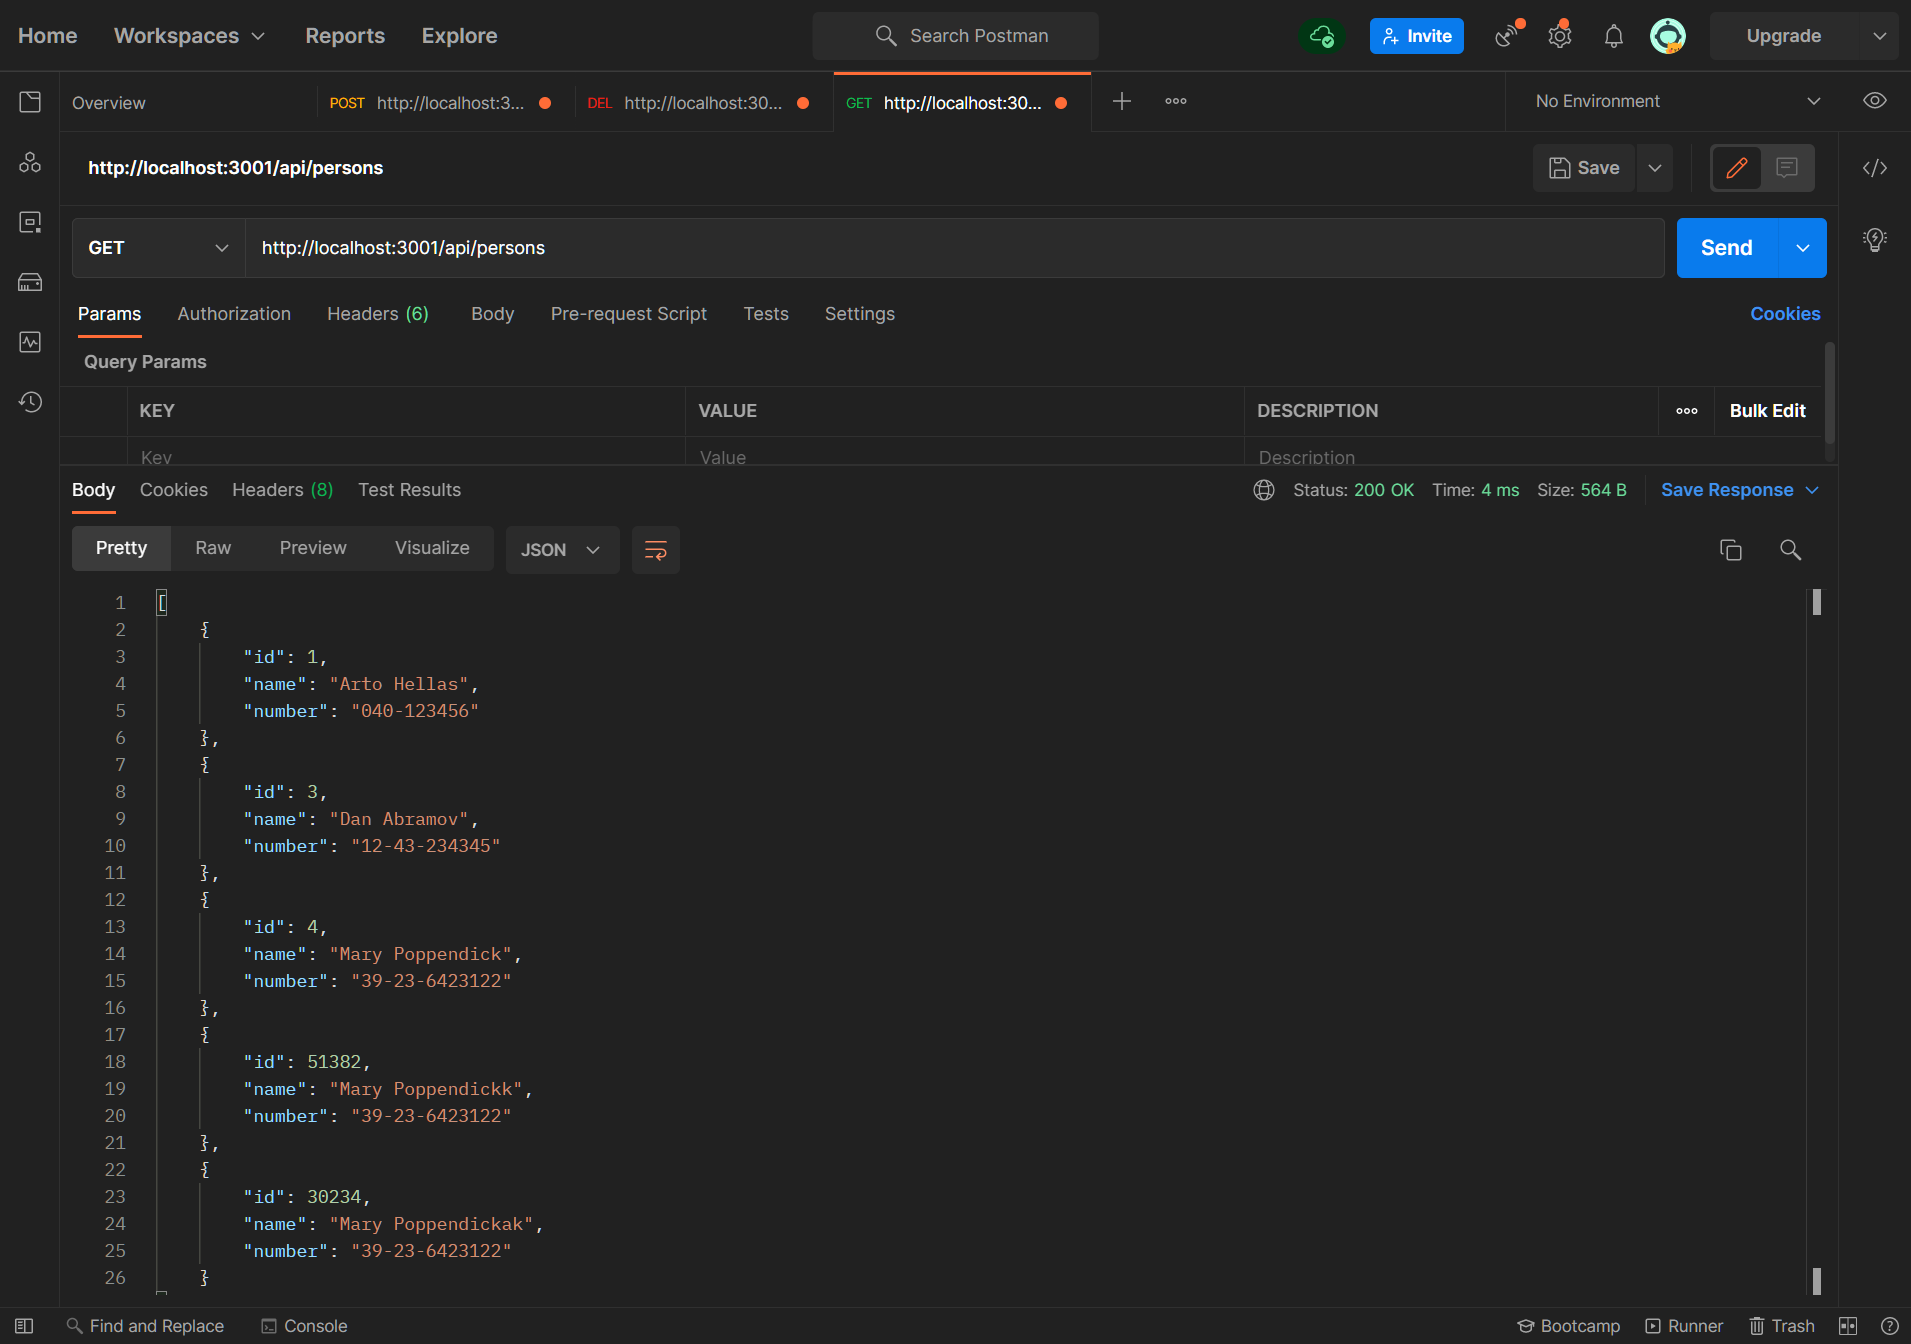 Home Workspaces Reports Explore Search Postman Invite Upgrade
Overview POST http://localhost:3... DEL http://localhost:30... GET http://localhost:30... No Environment
http://localhost:3001/api/persons Save
GET http://localhost:3001/api/persons Send
Params Authorization Headers (6) Body Pre-request Script Tests Settings Cookies
Query Params
KEY VALUE DESCRIPTION Bulk Edit
Key Value Description
Body Cookies Headers (8) Test Results Status: 200 OK Time: 4 ms Size: 564 B Save Response
Pretty Raw Preview Visualize JSON
1 [
2 {
3 "id": 1,
4 "name": "Arto Hellas",
5 "number": "040-123456"
6 },
7 {
8 "id": 3,
9 "name": "Dan Abramov",
10 "number": "12-43-234345"
11 },
12 {
13 "id": 4,
14 "name": "Mary Poppendick",
15 "number": "39-23-6423122"
16 },
17 {
18 "id": 51382,
19 "name": "Mary Poppendickk",
20 "number": "39-23-6423122"
21 },
22 {
23 "id": 30234,
24 "name": "Mary Poppendickak",
25 "number": "39-23-6423122"
26 }
Find and Replace Console Bootcamp Runner Trash